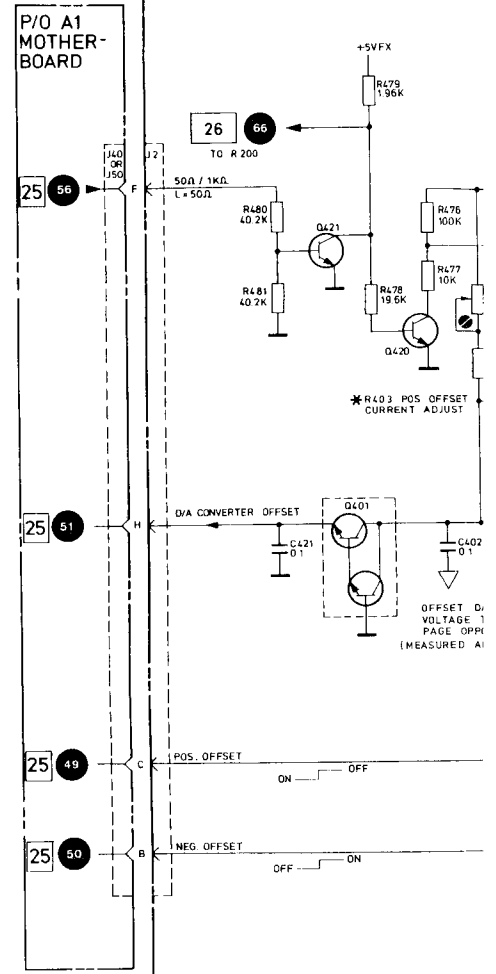 P/O A1
MOTHER-
BOARD
+5VFX
R479
1.96K
26 66
TO R200
J40
OR
J50
J2
25 56
F
50Ω / 1KΩ
L = 50Ω
R480
40.2K
Q421
R481
40.2K
R478
19.6K
R476
100K
R477
10K
Q420
*R403 POS OFFSET
CURRENT ADJUST
25 51
H
D/A CONVERTER OFFSET
Q401
C421
0.1
C402
0.1
OFFSET D/
VOLTAGE
PAGE OPPO
(MEASURED
25 49
C
POS. OFFSET
ON OFF
25 50
B
NEG. OFFSET
OFF ON